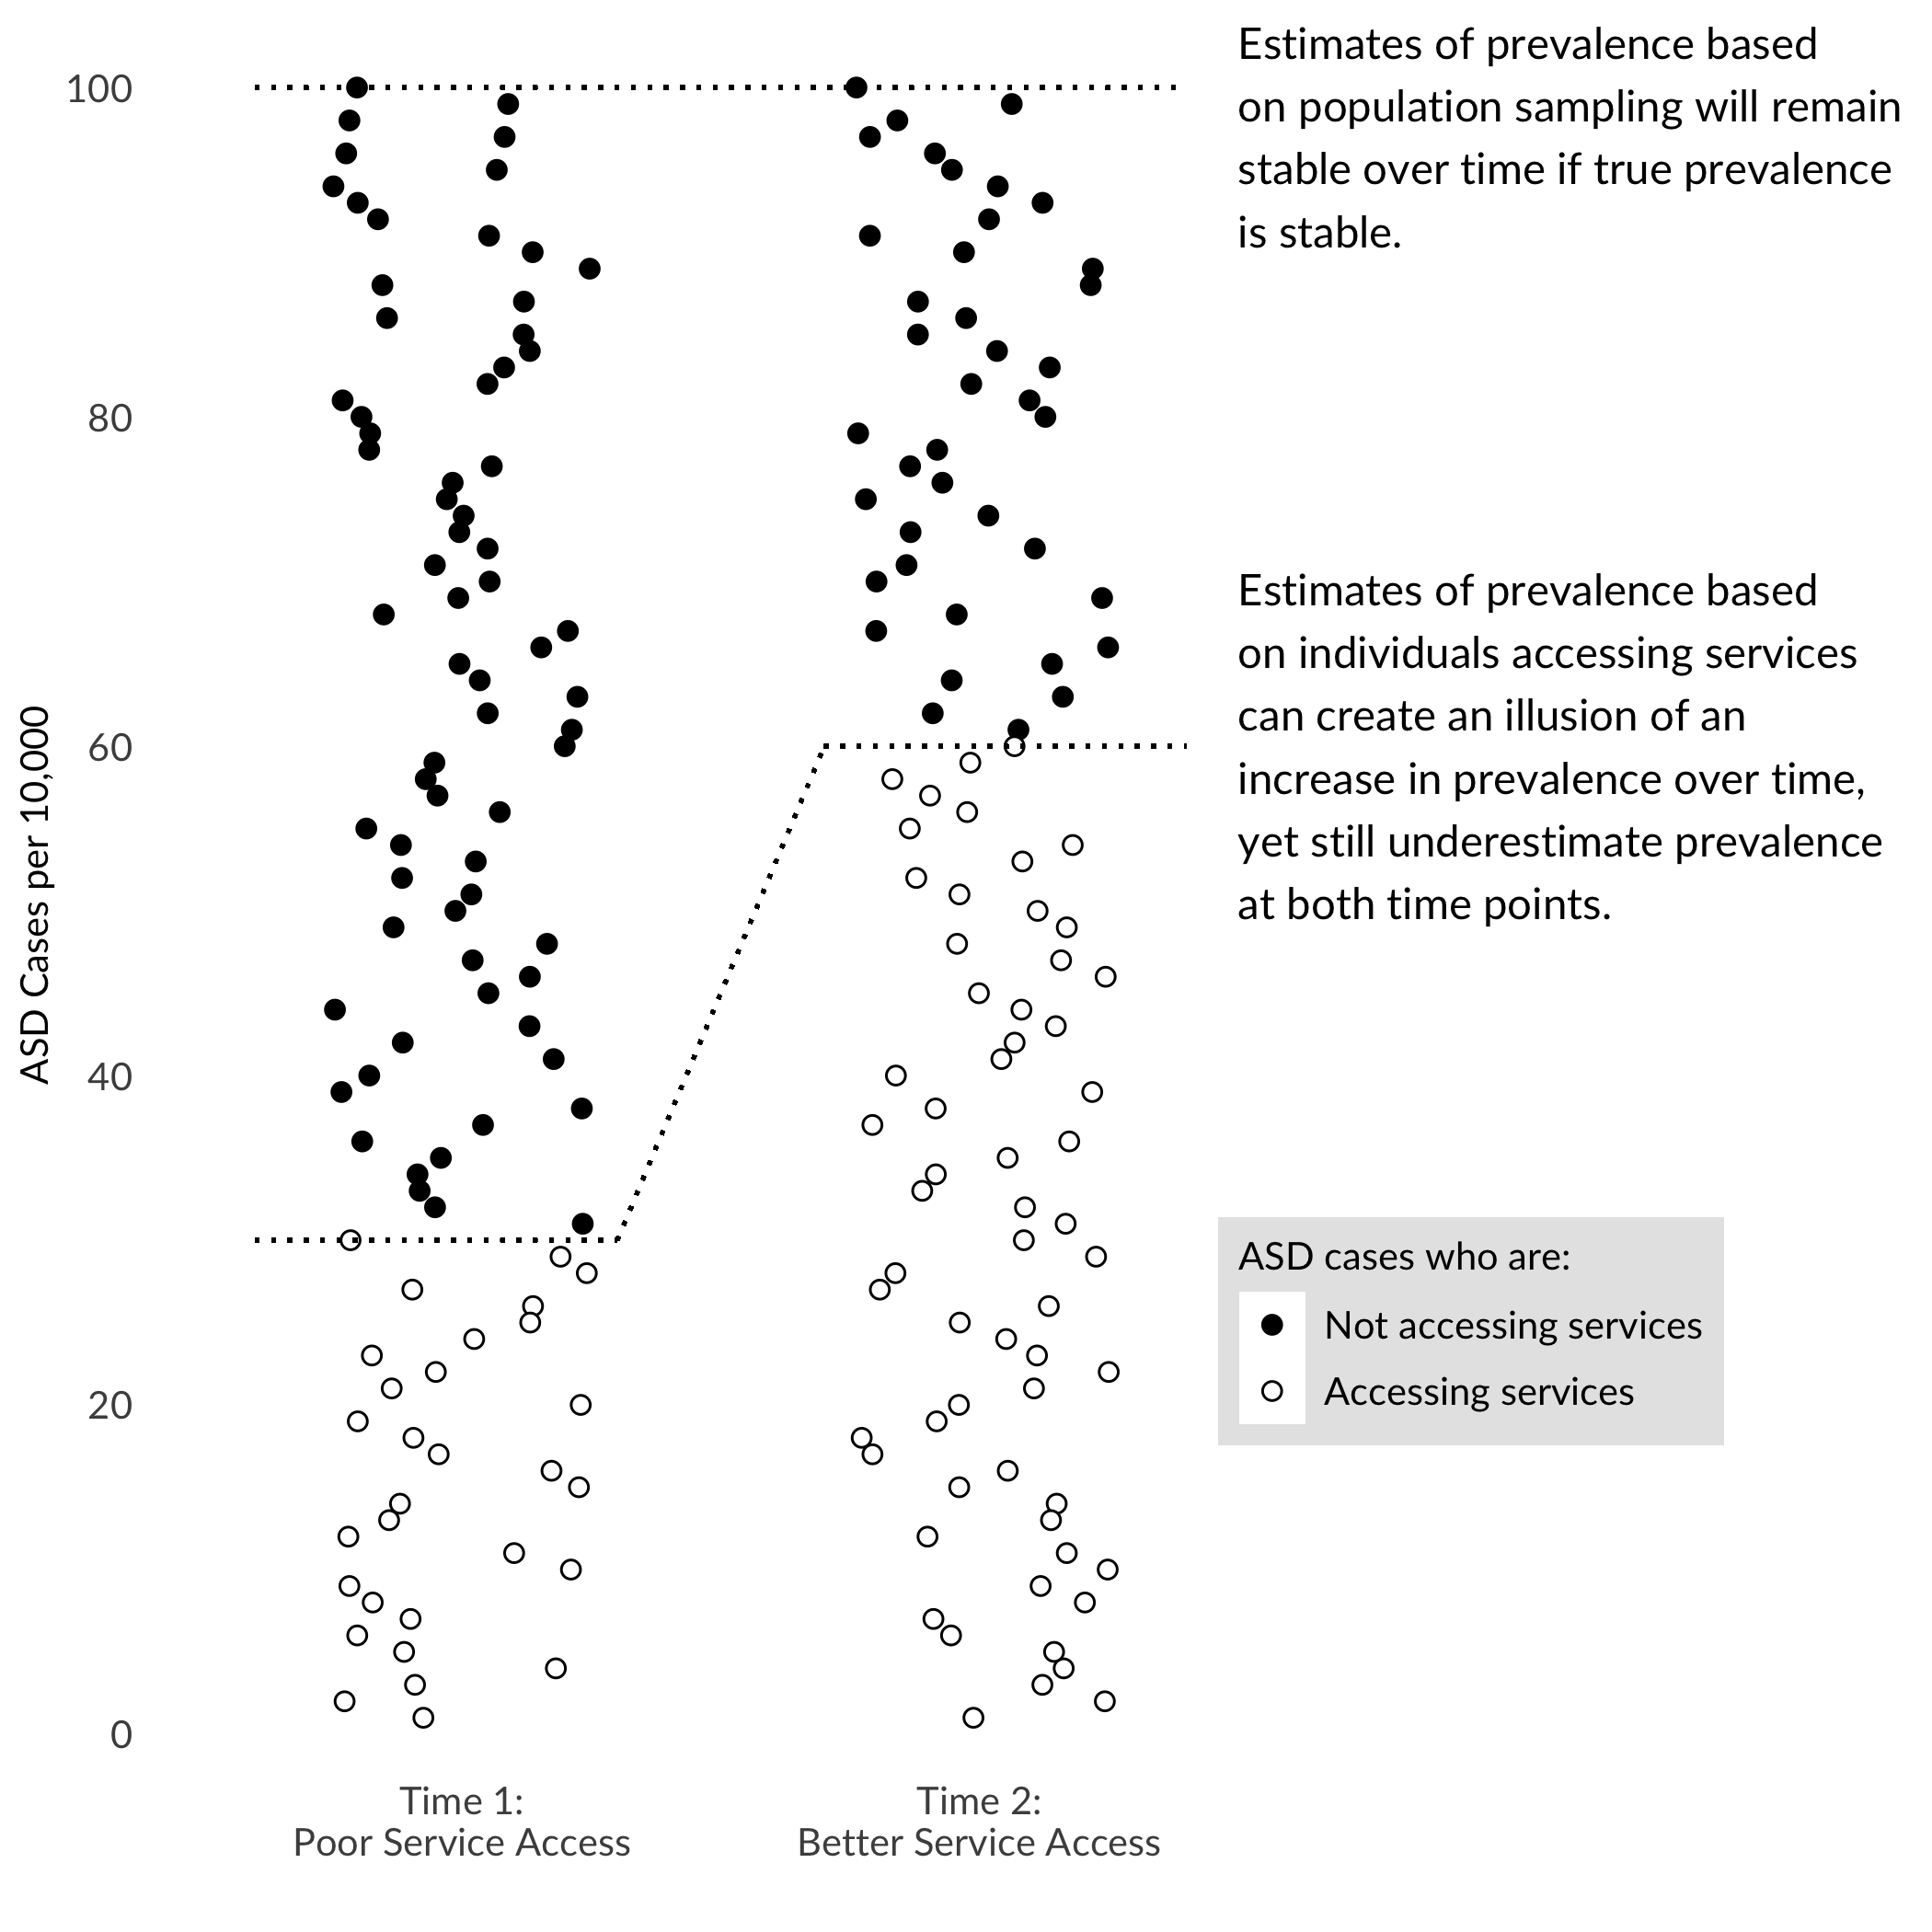 Estimates of prevalence based
on population sampling will remain
stable over time if true prevalence
is stable.
Estimates of prevalence based
on individuals accessing services
can create an illusion of an
increase in prevalence over time,
yet still underestimate prevalence
at both time points.
ASD Cases per 10,000
100
80
60
40
20
0
ASD cases who are:
Not accessing services
Accessing services
Time 1:
Poor Service Access
Time 2:
Better Service Access